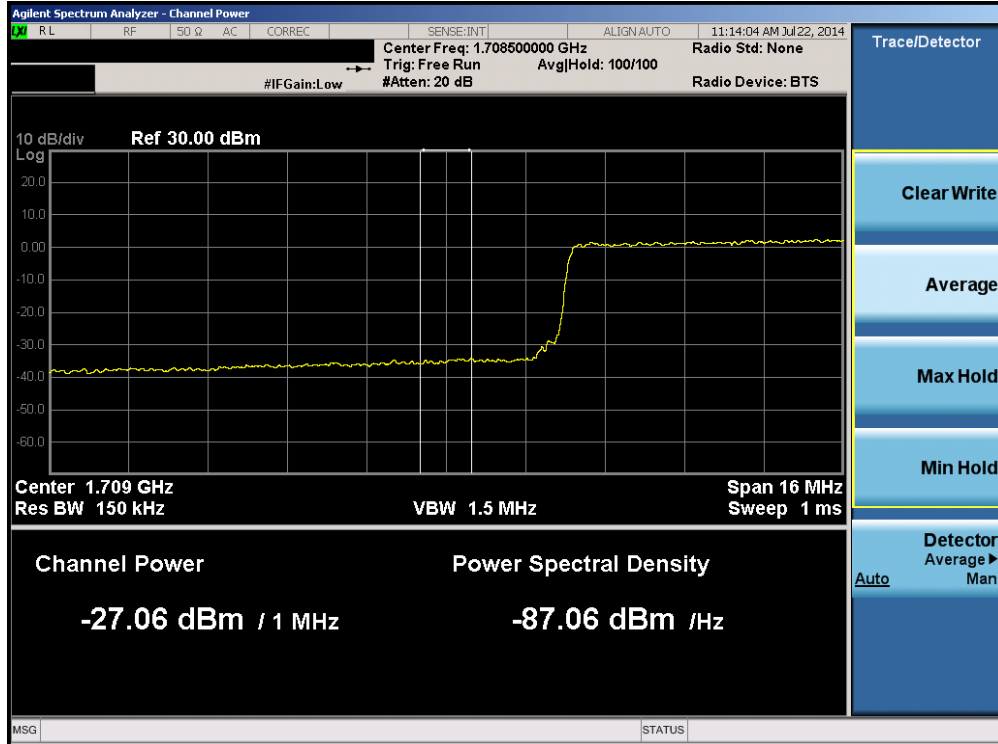 Agilent Spectrum Analyzer - Channel Power
LXI RL RF 50 Ω AC CORREC SENSE:INT ALIGN AUTO 11:14:04 AM Jul 22, 2014
Center Freq: 1.708500000 GHz Radio Std: None
Trig: Free Run Avg|Hold: 100/100
#IFGain:Low #Atten: 20 dB Radio Device: BTS
10 dB/div Ref 30.00 dBm
Log
20.0
10.0
0.00
-10.0
-20.0
-30.0
-40.0
-50.0
-60.0
Center 1.709 GHz Span 16 MHz
Res BW 150 kHz VBW 1.5 MHz Sweep 1 ms
Channel Power Power Spectral Density
-27.06 dBm / 1 MHz -87.06 dBm /Hz
MSG STATUS
Trace/Detector
Clear Write
Average
Max Hold
Min Hold
Detector
Average
Auto Man